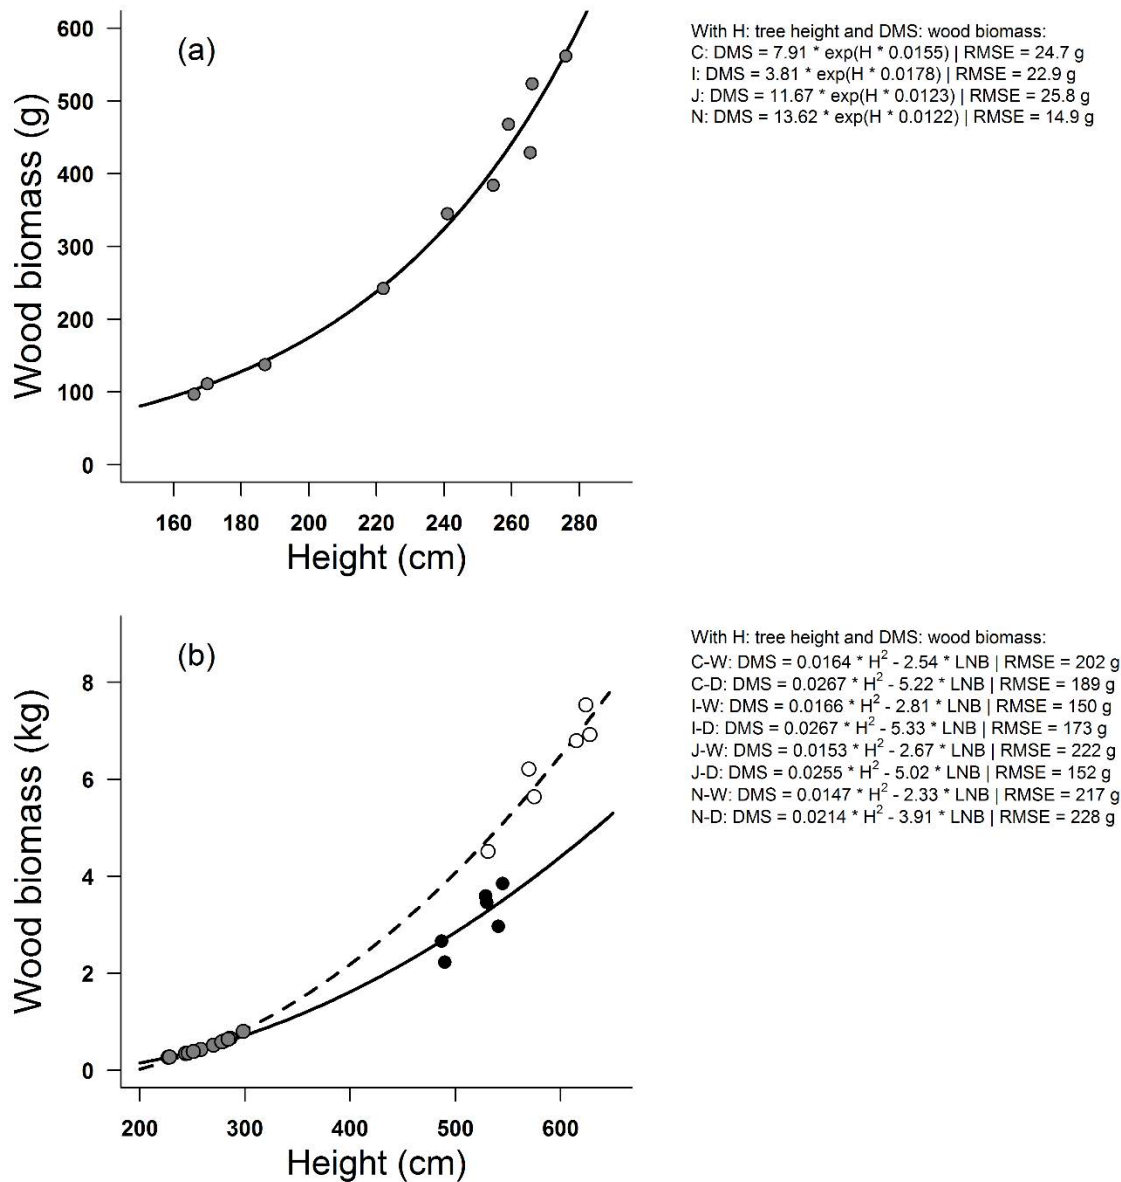 (a)
600
500
400
300
200
100
0
Wood biomass (g)
160 180 200 220 240 260 280
Height (cm)
With H: tree height and DMS: wood biomass:
C: DMS = 7.91 * exp(H * 0.0155) | RMSE = 24.7 g
I: DMS = 3.81 * exp(H * 0.0178) | RMSE = 22.9 g
J: DMS = 11.67 * exp(H * 0.0123) | RMSE = 25.8 g
N: DMS = 13.62 * exp(H * 0.0122) | RMSE = 14.9 g
(b)
8
6
4
2
0
Wood biomass (kg)
200 300 400 500 600
Height (cm)
With H: tree height and DMS: wood biomass:
C-W: DMS = 0.0164 * H² - 2.54 * LNB | RMSE = 202 g
C-D: DMS = 0.0267 * H² - 5.22 * LNB | RMSE = 189 g
I-W: DMS = 0.0166 * H² - 2.81 * LNB | RMSE = 150 g
I-D: DMS = 0.0267 * H² - 5.33 * LNB | RMSE = 173 g
J-W: DMS = 0.0153 * H² - 2.67 * LNB | RMSE = 222 g
J-D: DMS = 0.0255 * H² - 5.02 * LNB | RMSE = 152 g
N-W: DMS = 0.0147 * H² - 2.33 * LNB | RMSE = 217 g
N-D: DMS = 0.0214 * H² - 3.91 * LNB | RMSE = 228 g